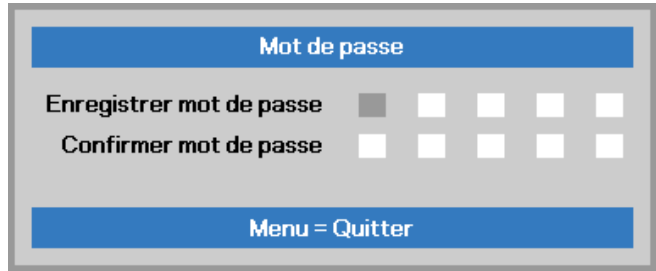 Mot de passe
Enregistrer mot de passe
Confirmer mot de passe
Menu = Quitter